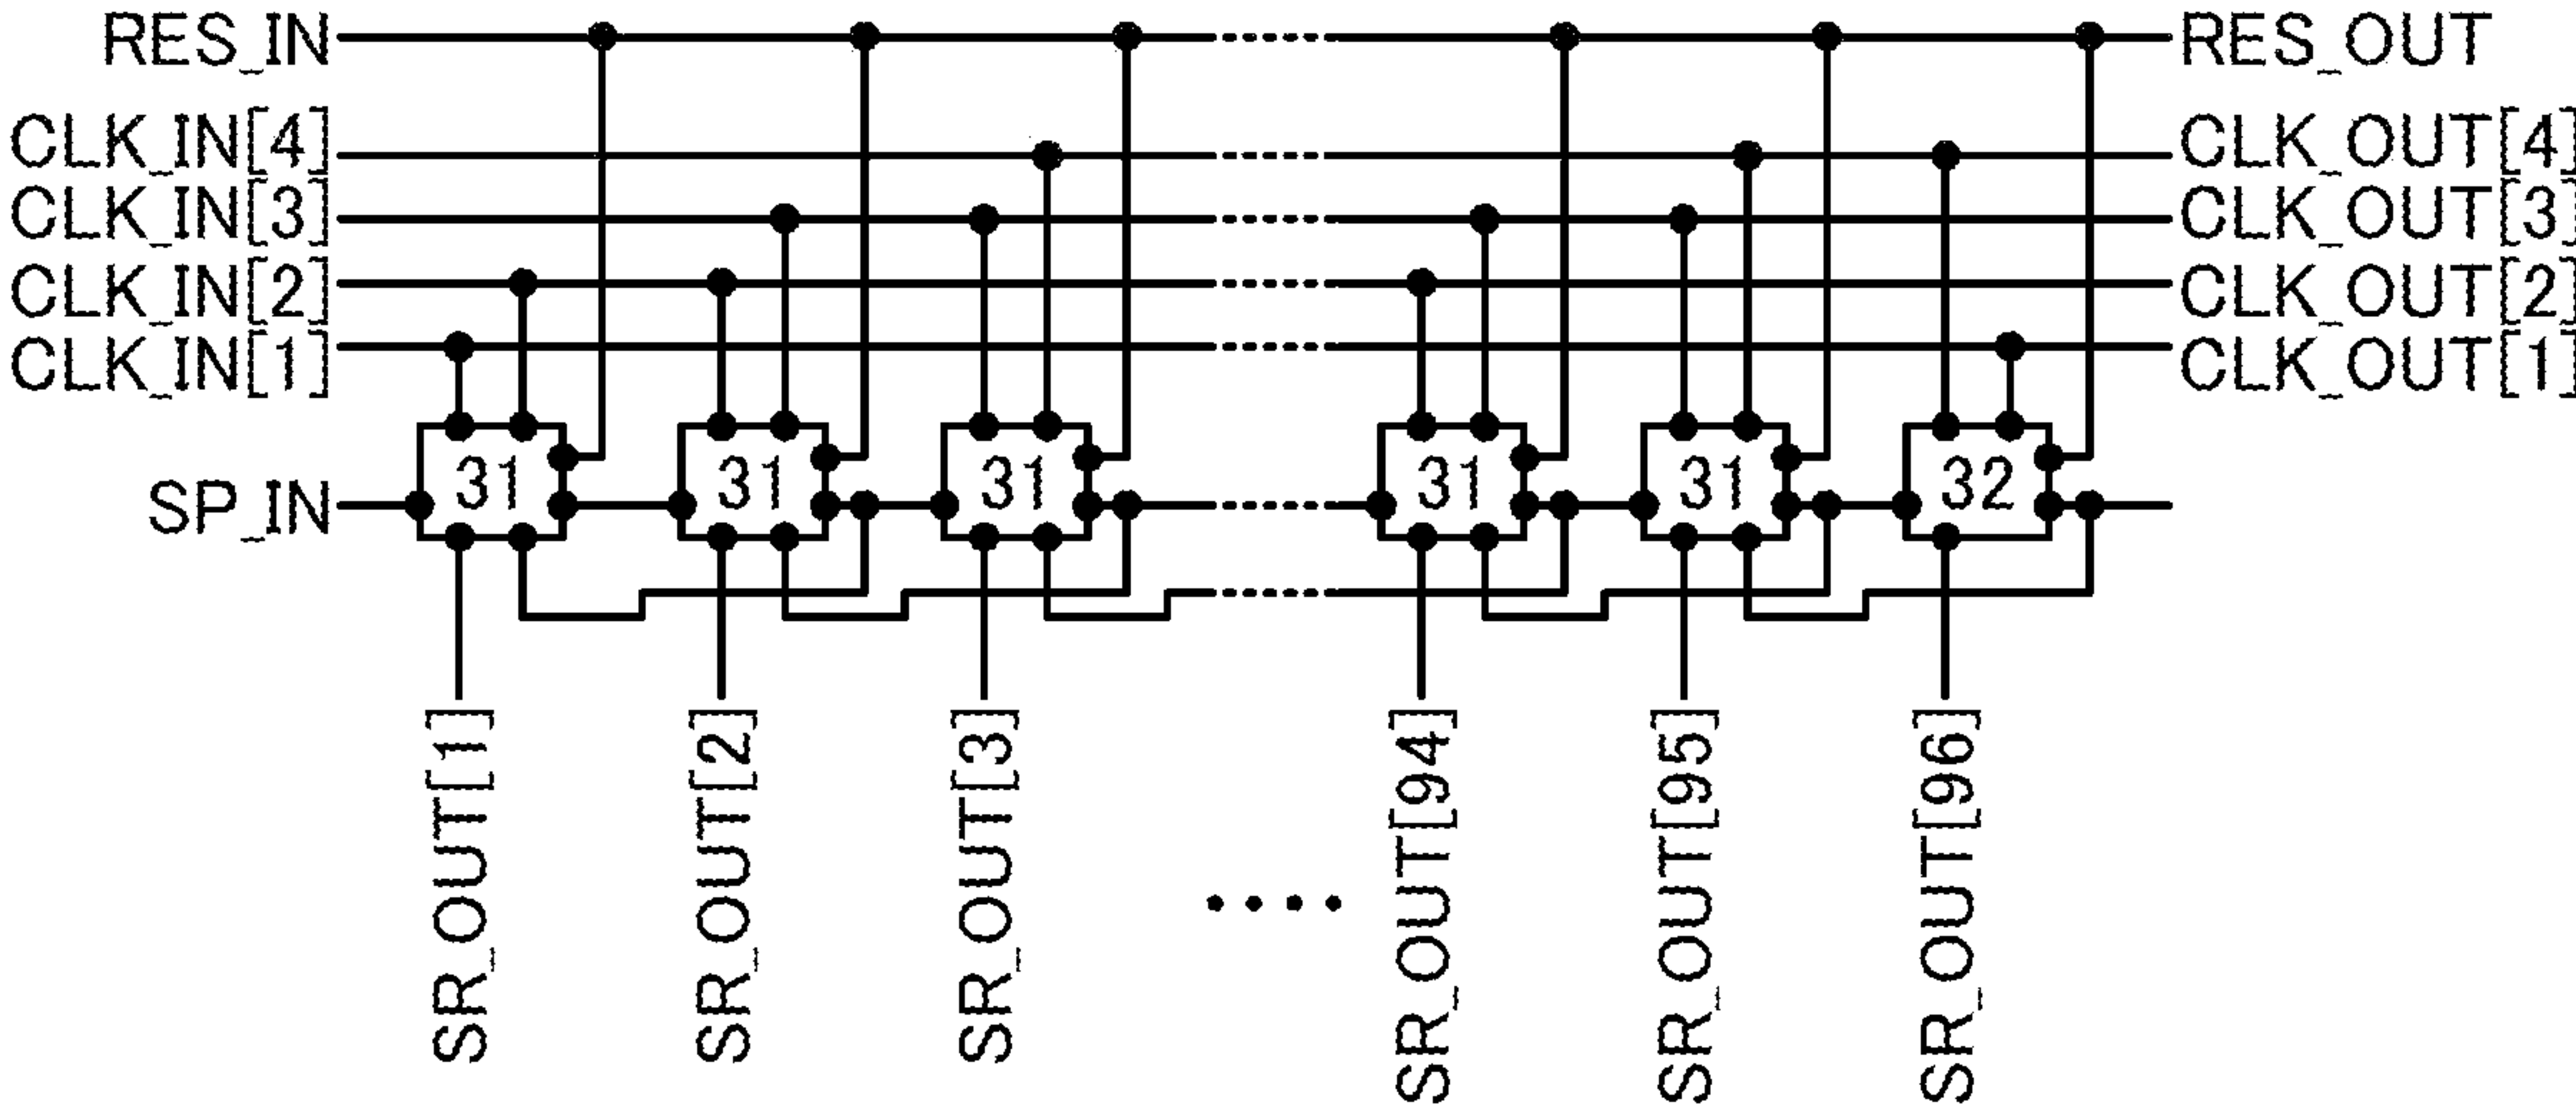 RES_IN
RES_OUT
CLK_IN[4]
CLK_OUT[4]
CLK_IN[3]
CLK_OUT[3]
CLK_IN[2]
CLK_OUT[2]
CLK_IN[1]
CLK_OUT[1]
SP_IN
31
31
31
31
31
32
SR_OUT[1]
SR_OUT[2]
SR_OUT[3]
SR_OUT[94]
SR_OUT[95]
SR_OUT[96]